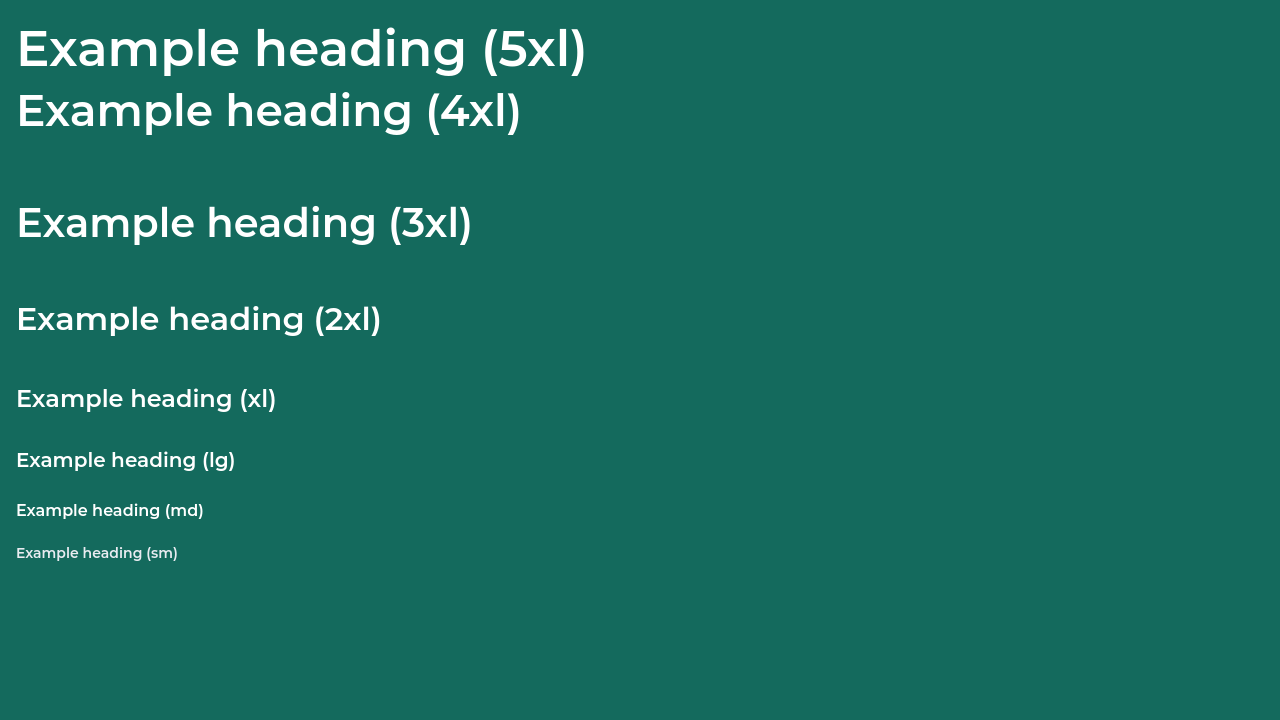 Example heading (5xl)
Example heading (4xl)
Example heading (3xl)
Example heading (2xl)
Example heading (xl)
Example heading (lg)
Example heading (md)
Example heading (sm)